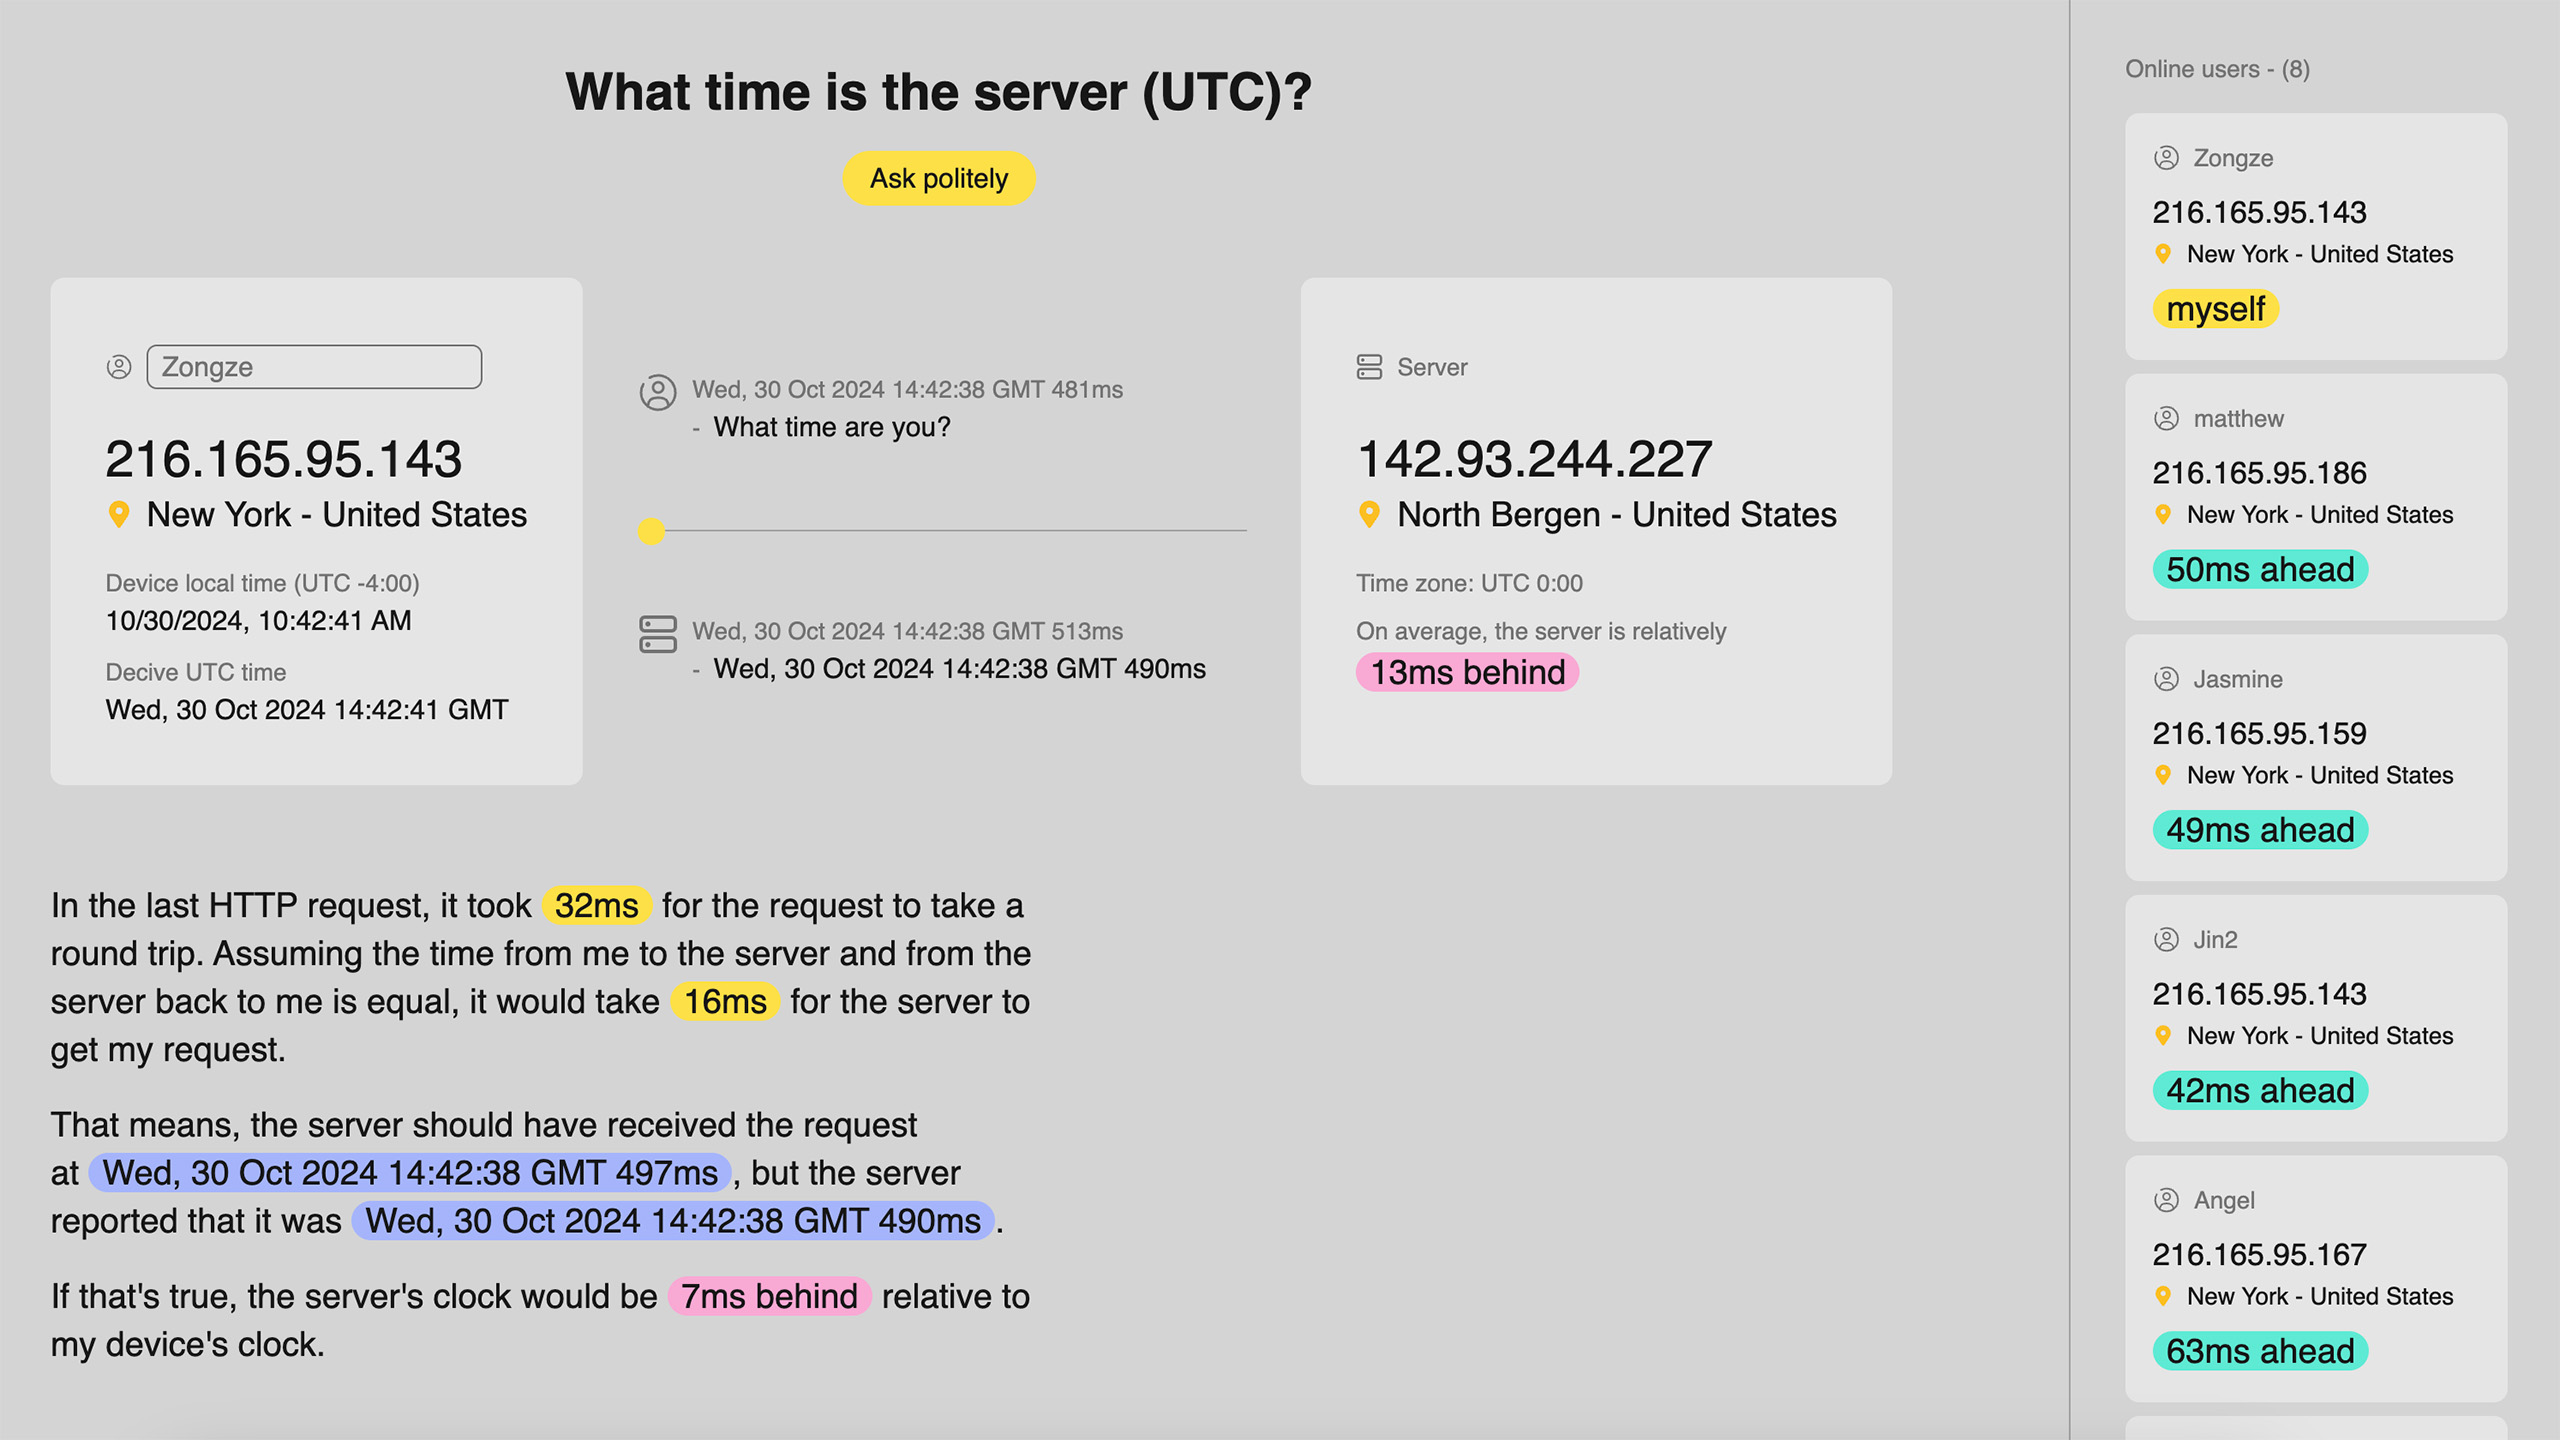 What time is the server (UTC)?
Ask politely
Zongze
216.165.95.143
New York - United States
Device local time (UTC -4:00)
10/30/2024, 10:42:41 AM
Decive UTC time
Wed, 30 Oct 2024 14:42:41 GMT
Wed, 30 Oct 2024 14:42:38 GMT 481ms
- What time are you?
Wed, 30 Oct 2024 14:42:38 GMT 513ms
- Wed, 30 Oct 2024 14:42:38 GMT 490ms
Server
142.93.244.227
North Bergen - United States
Time zone: UTC 0:00
On average, the server is relatively
13ms behind
In the last HTTP request, it took 32ms for the request to take a
round trip. Assuming the time from me to the server and from the
server back to me is equal, it would take 16ms for the server to
get my request.
That means, the server should have received the request
at Wed, 30 Oct 2024 14:42:38 GMT 497ms, but the server
reported that it was Wed, 30 Oct 2024 14:42:38 GMT 490ms.
If that's true, the server's clock would be 7ms behind relative to
my device's clock.
Online users - (8)
Zongze
216.165.95.143
New York - United States
myself
matthew
216.165.95.186
New York - United States
50ms ahead
Jasmine
216.165.95.159
New York - United States
49ms ahead
Jin2
216.165.95.143
New York - United States
42ms ahead
Angel
216.165.95.167
New York - United States
63ms ahead